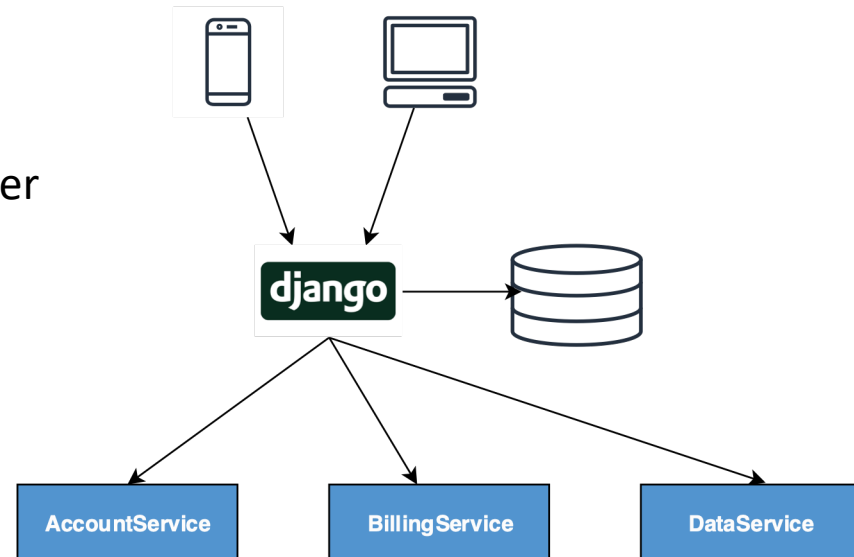 er
django
AccountService
BillingService
DataService